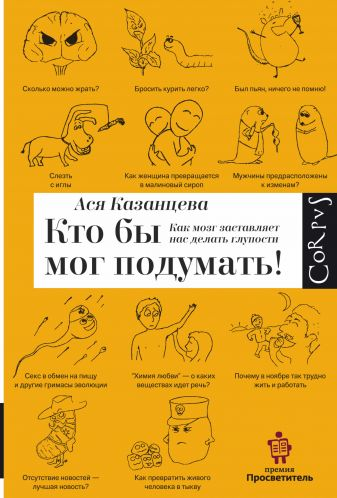 Сколько можно жрать?
Бросить курить легко?
Был пьян, ничего не помню!
Слезть
с иглы
Как женщина превращается
в малиновый сироп
Мужчины предрасположены
к изменам?
Ася Казанцева
Кто бы
мог подумать!
Как мозг заставляет
нас делать глупости
CORPVS
Секс в обмен на пищу
и другие гримасы эволюции
"Химия любви" — о каких
веществах идет речь?
Почему в ноябре так трудно
жить и работать
Отсутствие новостей —
лучшая новость?
Как превратить живого
человека в тыкву
премия
Просветитель